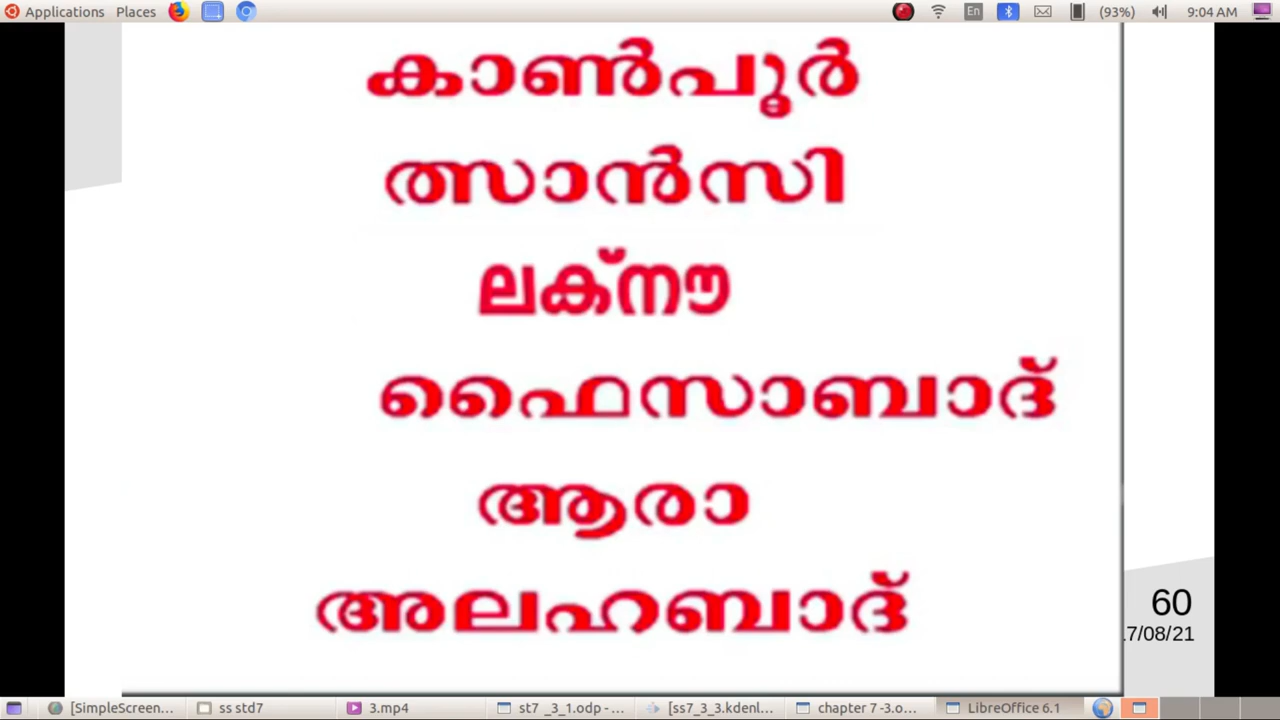 Applications Places En (93%) 9:04 AM
കാൺപൂർ
ത്സാൻസി
ലക്നൗ
ഫൈസാബാദ്
ആരാ
അലഹബാദ്
60
17/08/21
[SimpleScreen... ss std7 3.mp4 st7 _3_1.odp -... [ss7_3_3.kdenl... chapter 7 -3.o... LibreOffice 6.1